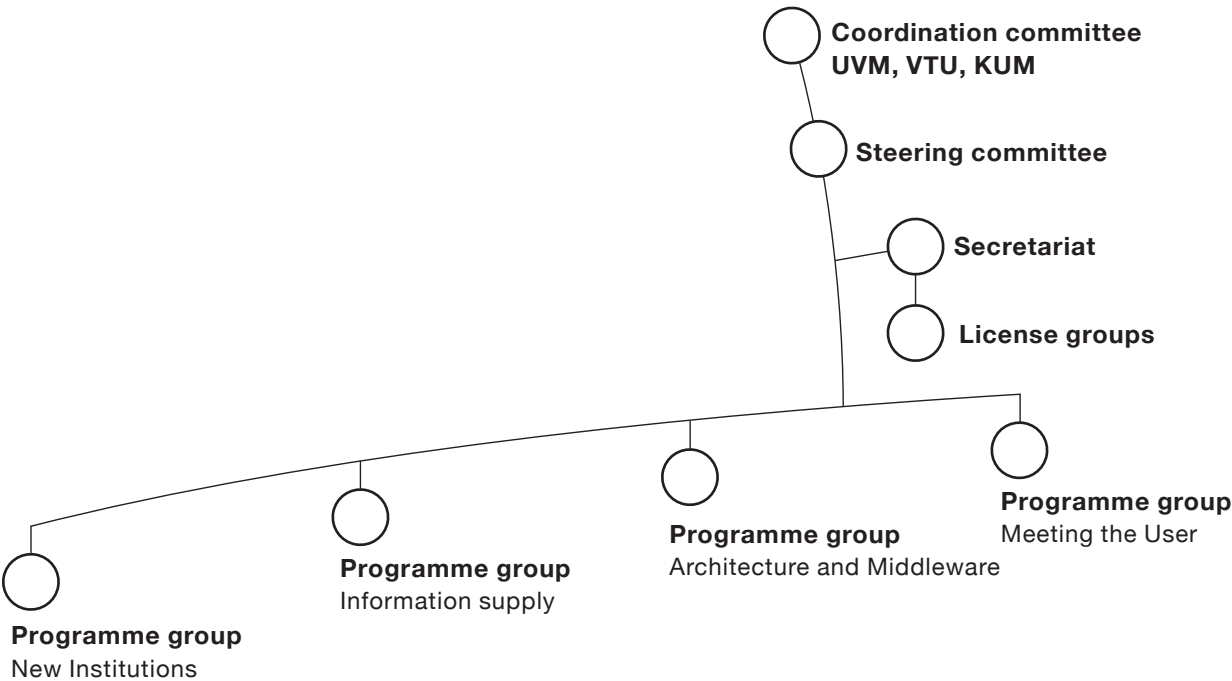 Coordination committee
UVM, VTU, KUM
Steering committee
Secretariat
License groups
Programme group
Meeting the User
Programme group
Architecture and Middleware
Programme group
Information supply
Programme group
New Institutions